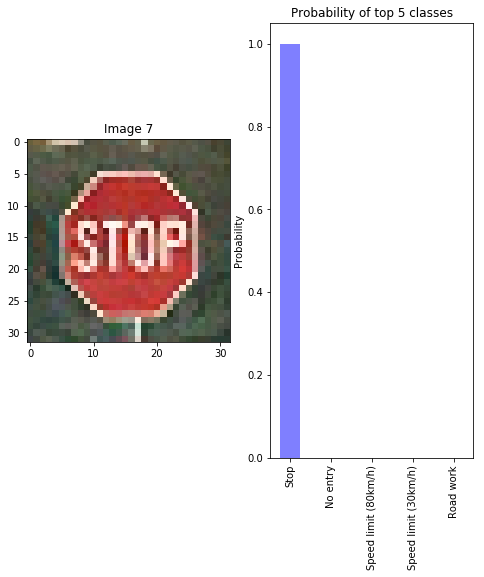 Image 7
0
5
10
15
20
25
30
0 10 20 30
STOP
Probability of top 5 classes
Probability
1.0
0.8
0.6
0.4
0.2
0.0
Stop
No entry
Speed limit (80km/h)
Speed limit (30km/h)
Road work